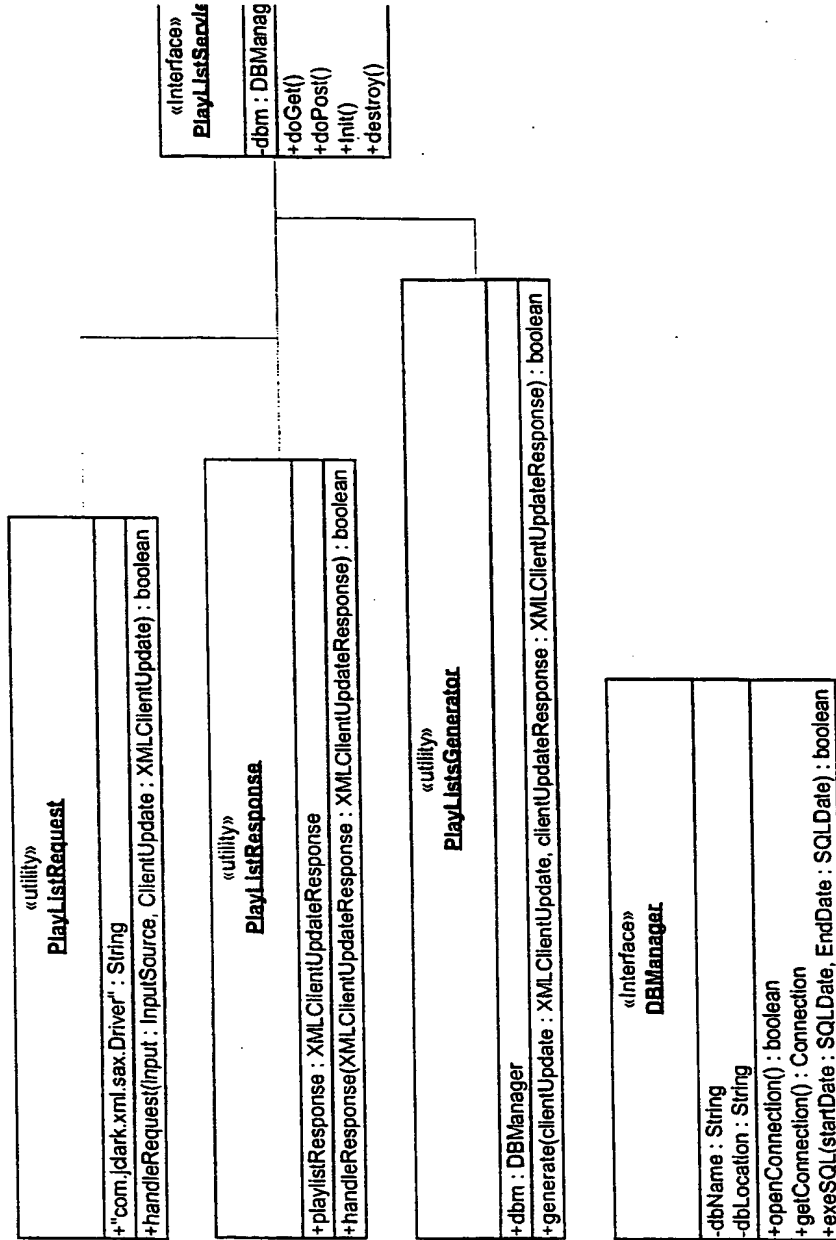 «utility»
PlayListRequest
+"com.jclark.xml.sax.Driver" : String
+handleRequest(Input : InputSource, ClientUpdate : XMLClientUpdate) : boolean
«utility»
PlayListResponse
+playlistResponse : XMLClientUpdateResponse
+handleResponse(XMLClientUpdateResponse : XMLClientUpdateResponse) : boolean
«utility»
PlayListsGenerator
+dbm : DBManager
+generate(clientUpdate : XMLClientUpdate, clientUpdateResponse : XMLClientUpdateResponse) : boolean
«Interface»
DBManager
-dbName : String
-dbLocation : String
+openConnection() : boolean
+getConnection() : Connection
+exeSQL(startDate : SQLDate, EndDate : SQLDate) : boolean
«Interface»
PlayListServle
-dbm : DBManag
+doGet()
+doPost()
+Init()
+destroy()